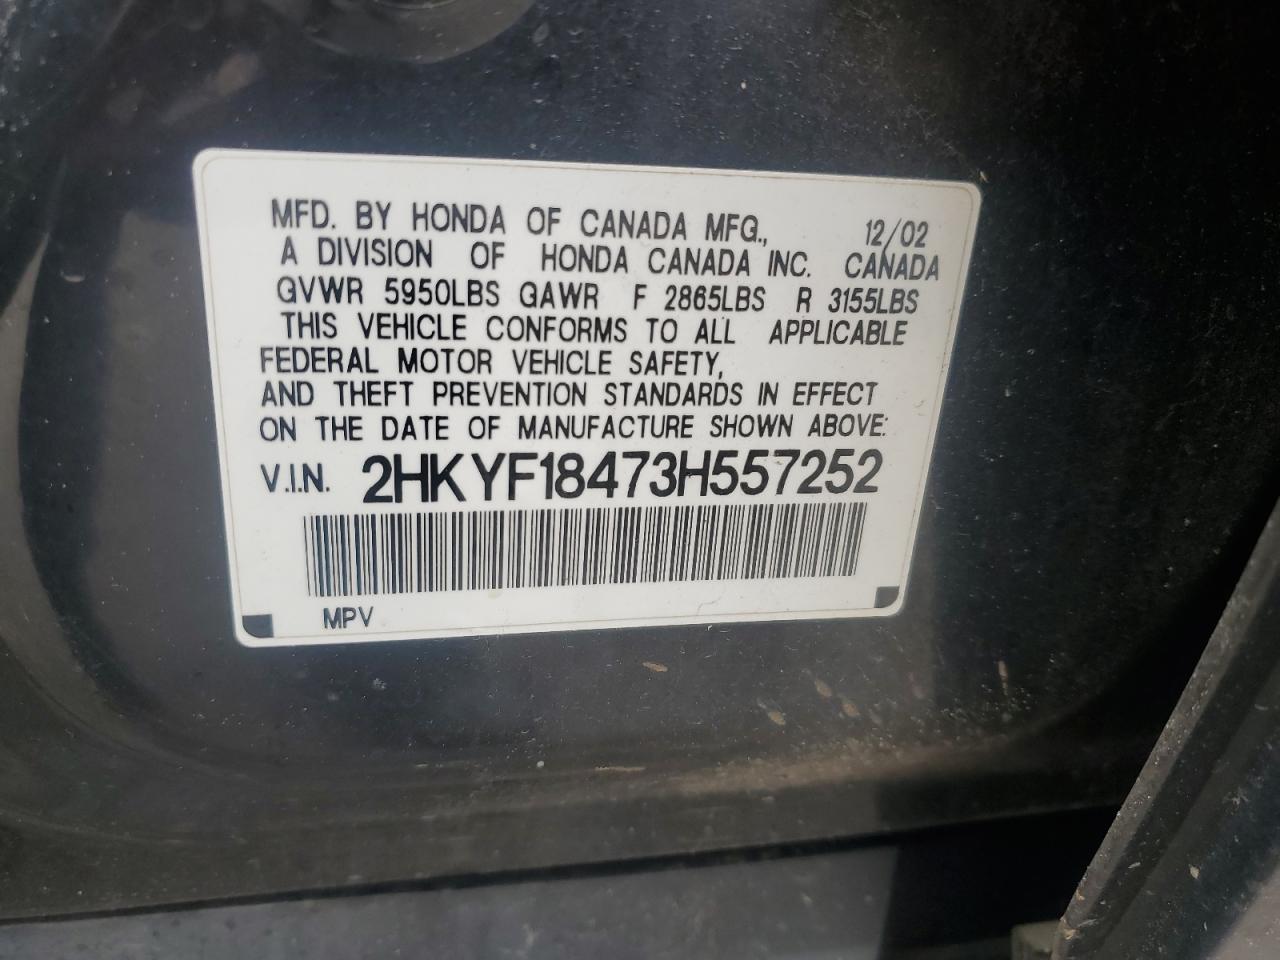 MFD. BY HONDA OF CANADA MFG., 12/02
A DIVISION OF HONDA CANADA INC. CANADA
GVWR 5950LBS GAWR F 2865LBS R 3155LBS
THIS VEHICLE CONFORMS TO ALL APPLICABLE
FEDERAL MOTOR VEHICLE SAFETY,
AND THEFT PREVENTION STANDARDS IN EFFECT
ON THE DATE OF MANUFACTURE SHOWN ABOVE:
V.I.N. 2HKYF18473H557252
MPV